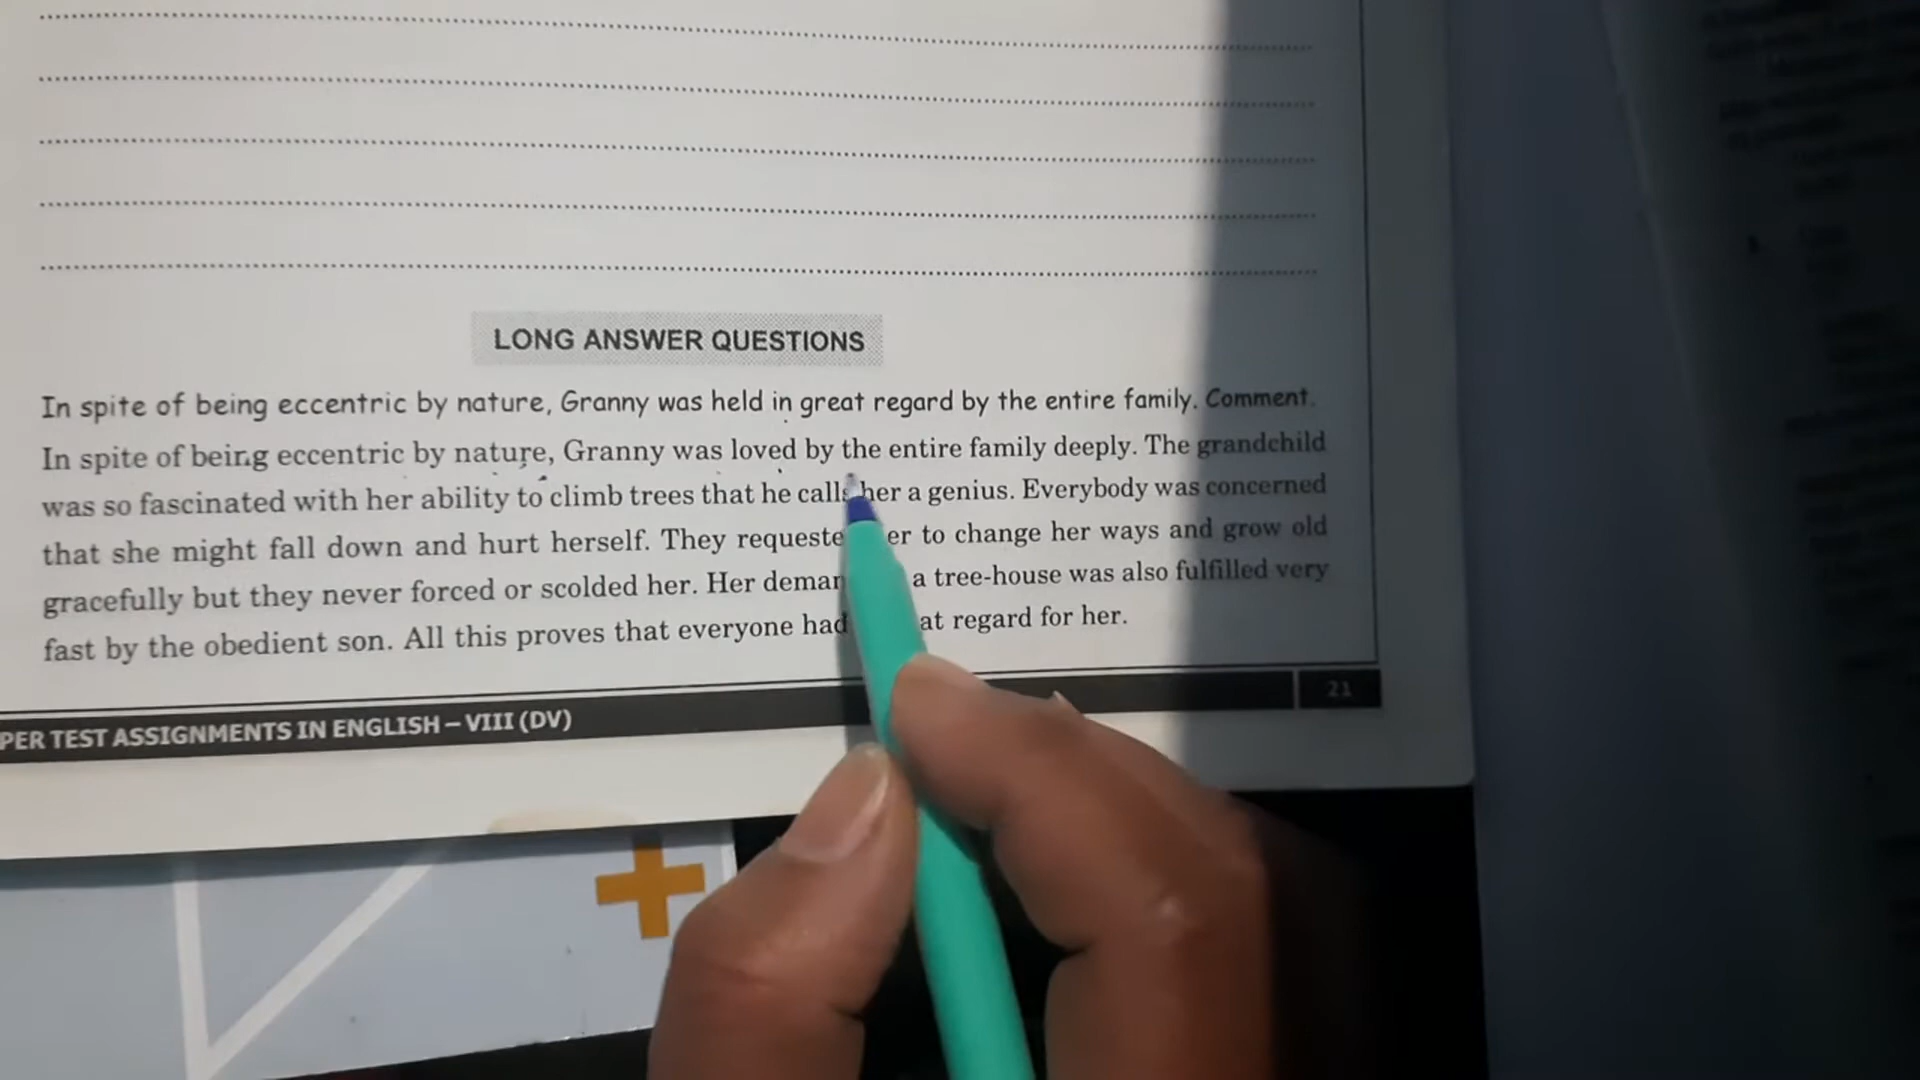 LONG ANSWER QUESTIONS
In spite of being eccentric by nature, Granny was held in great regard by the entire family. Comment.
In spite of being eccentric by nature, Granny was loved by the entire family deeply. The grandchild
was so fascinated with her ability to climb trees that he calls her a genius. Everybody was concerned
that she might fall down and hurt herself. They requeste er to change her ways and grow old
gracefully but they never forced or scolded her. Her deman a tree-house was also fulfilled very
fast by the obedient son. All this proves that everyone had at regard for her.
PER TEST ASSIGNMENTS IN ENGLISH – VIII (DV)
21